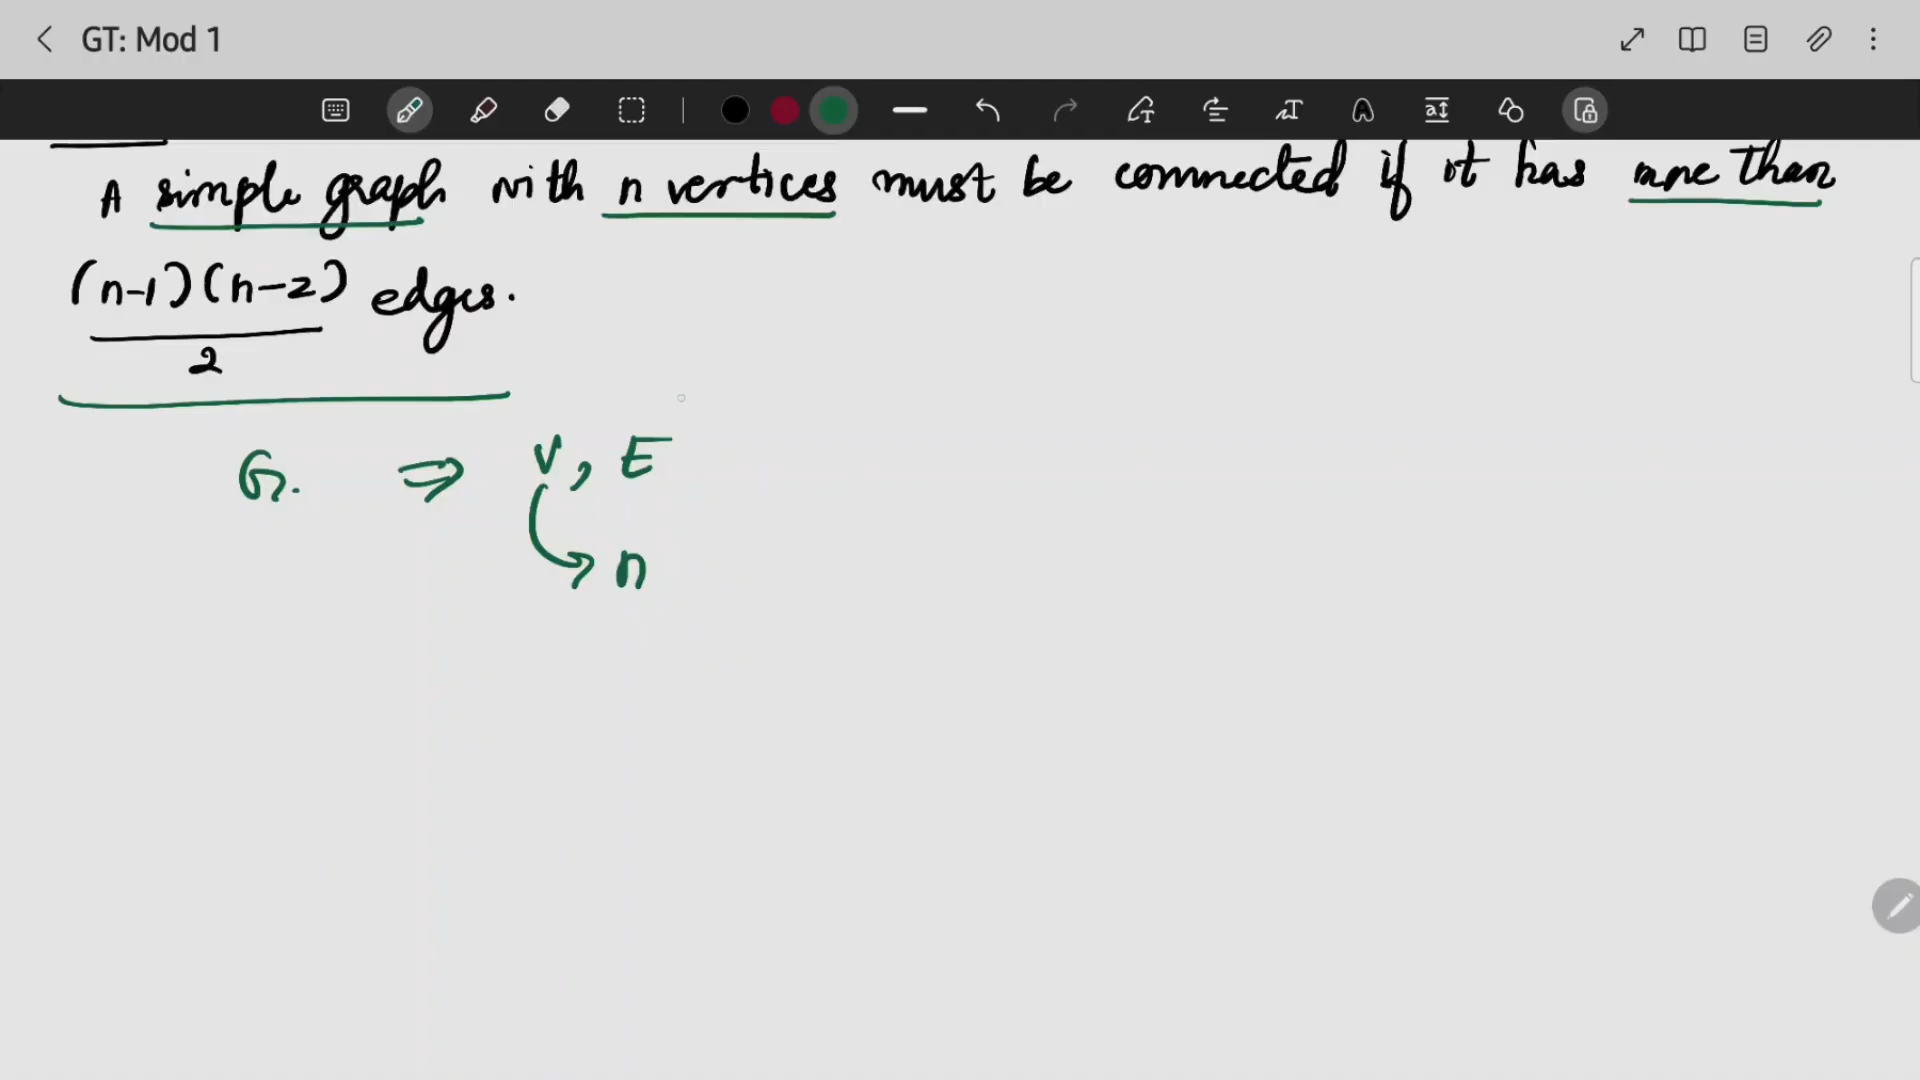 GT: Mod 1
A simple graph with n vertices must be connected if it has more than
(n-1)(n-2) edges.
2
G. ⇒ V, E
n